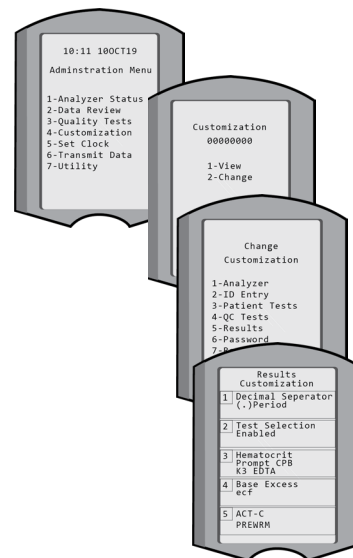 10:11 10OCT19
Adminstration Menu
1-Analyzer Status
2-Data Review
3-Quality Tests
4-Customization
5-Set Clock
6-Transmit Data
7-Utility
Customization
00000000
1-View
2-Change
Change
Customization
1-Analyzer
2-ID Entry
3-Patient Tests
4-QC Tests
5-Results
6-Password
Results
Customization
1 Decimal Seperator
(.)Period
2 Test Selection
Enabled
3 Hematocrit
Prompt CPB
K3 EDTA
4 Base Excess
ecf
5 ACT-C
PREWRM